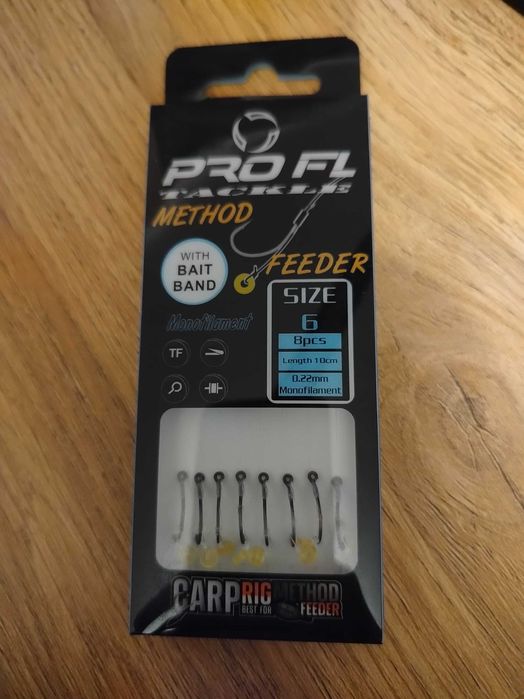 PRO FL
TACKLE
METHOD
FEEDER
WITH
BAIT
BAND
SIZE
6
8pcs
Length 10cm
0.22mm
Monofilament
Monofilament
TF
CARP RIG METHOD
BEST FOR FEEDER